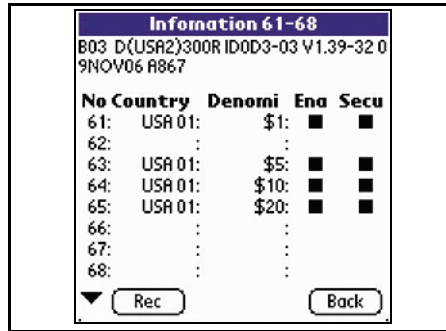 Infomation 61-68
B03 D(USA2)300R ID0D3-03 V1.39-32 0
9NOV06 A867
No Country Denomi Ena Secu
61: USA 01: $1: ■ ■
62: : :
63: USA 01: $5: ■ ■
64: USA 01: $10: ■ ■
65: USA 01: $20: ■ ■
66: : :
67: : :
68: : :
Rec Back